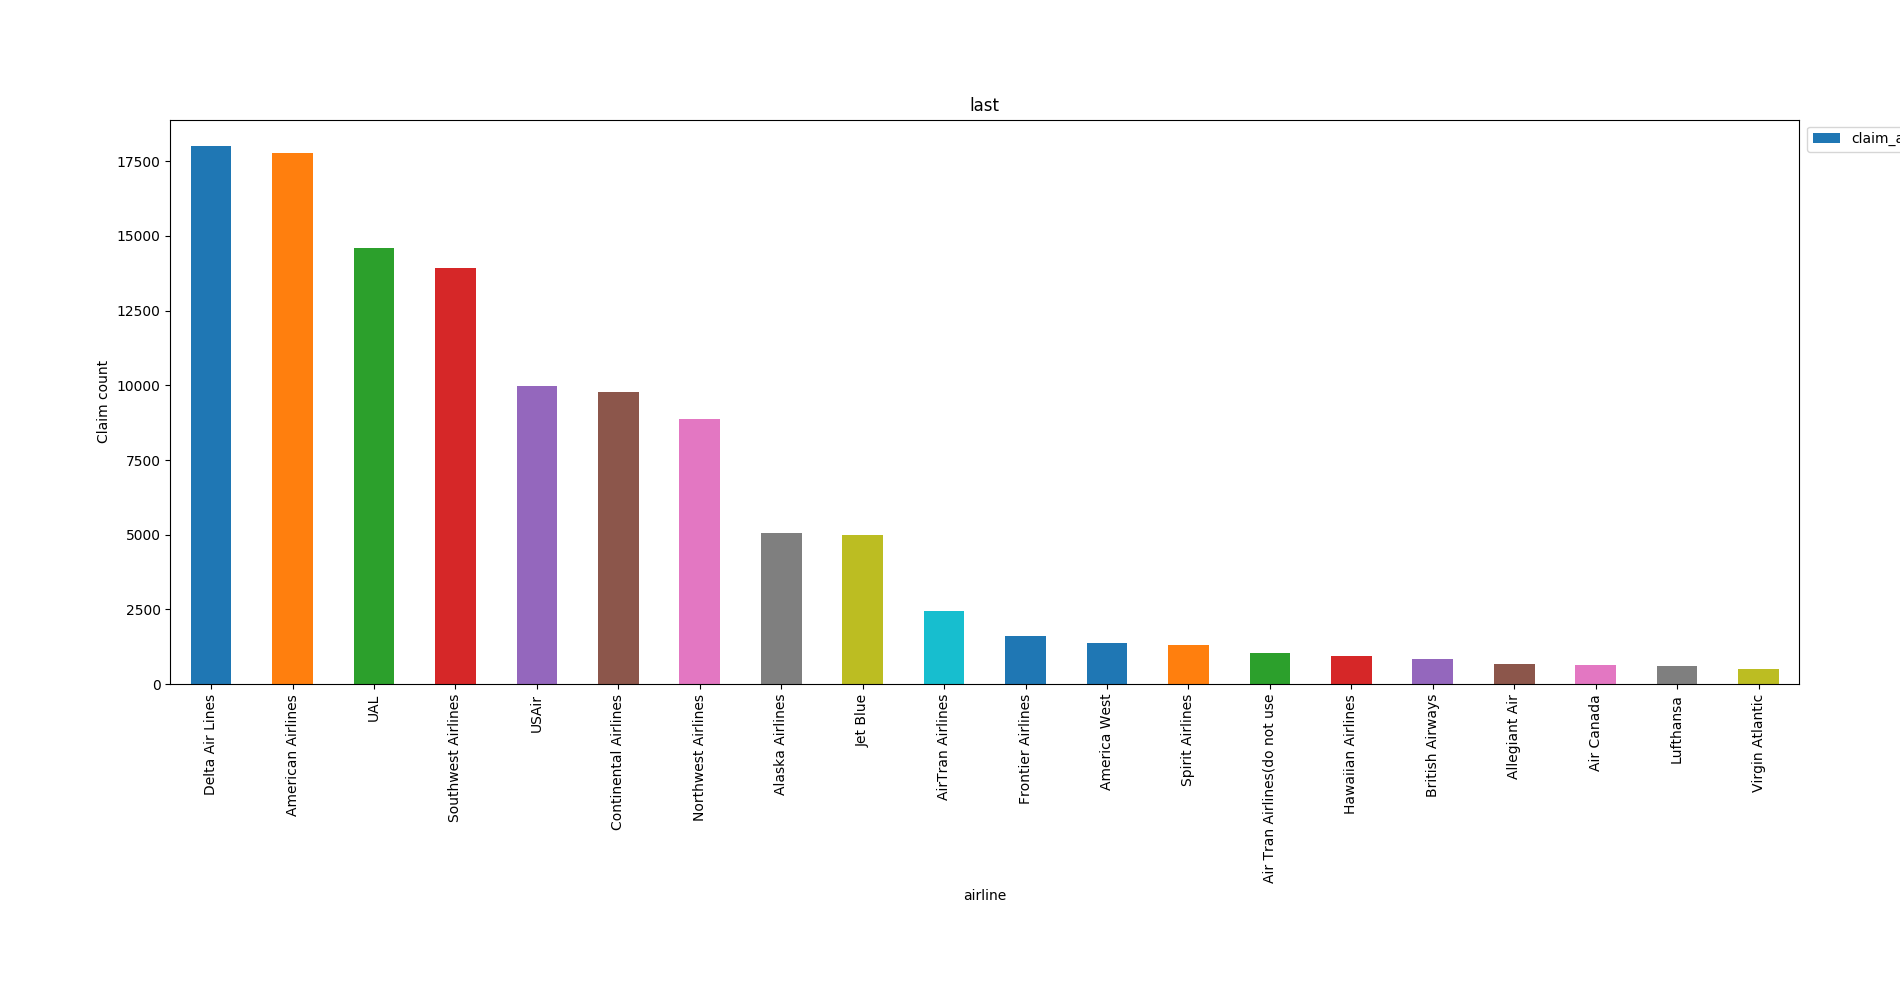 last
claim_a
17500
15000
12500
10000
7500
5000
2500
0
Claim count
Delta Air Lines
American Airlines
UAL
Southwest Airlines
USAir
Continental Airlines
Northwest Airlines
Alaska Airlines
Jet Blue
AirTran Airlines
Frontier Airlines
America West
Spirit Airlines
Air Tran Airlines(do not use
Hawaiian Airlines
British Airways
Allegiant Air
Air Canada
Lufthansa
Virgin Atlantic
airline